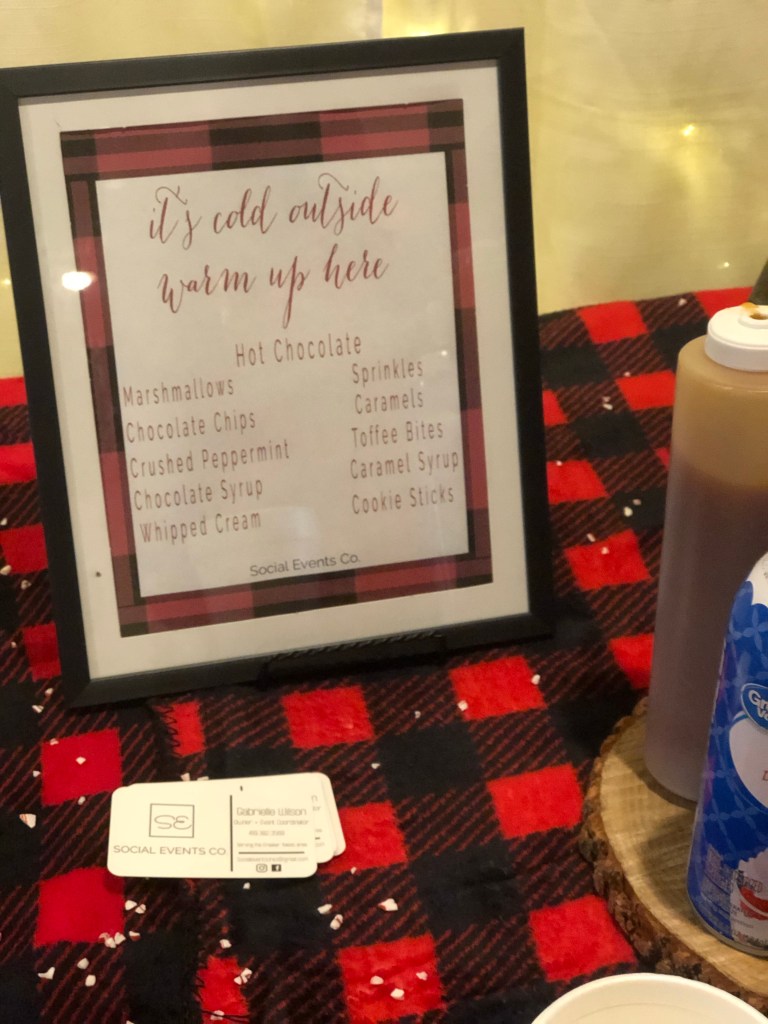 it's cold outside
warm up here
Hot Chocolate
Marshmallows
Chocolate Chips
Crushed Peppermint
Chocolate Syrup
Whipped Cream
Sprinkles
Caramels
Toffee Bites
Caramel Syrup
Cookie Sticks
Social Events Co.
SE
SOCIAL EVENTS CO
Gabrielle Wilson